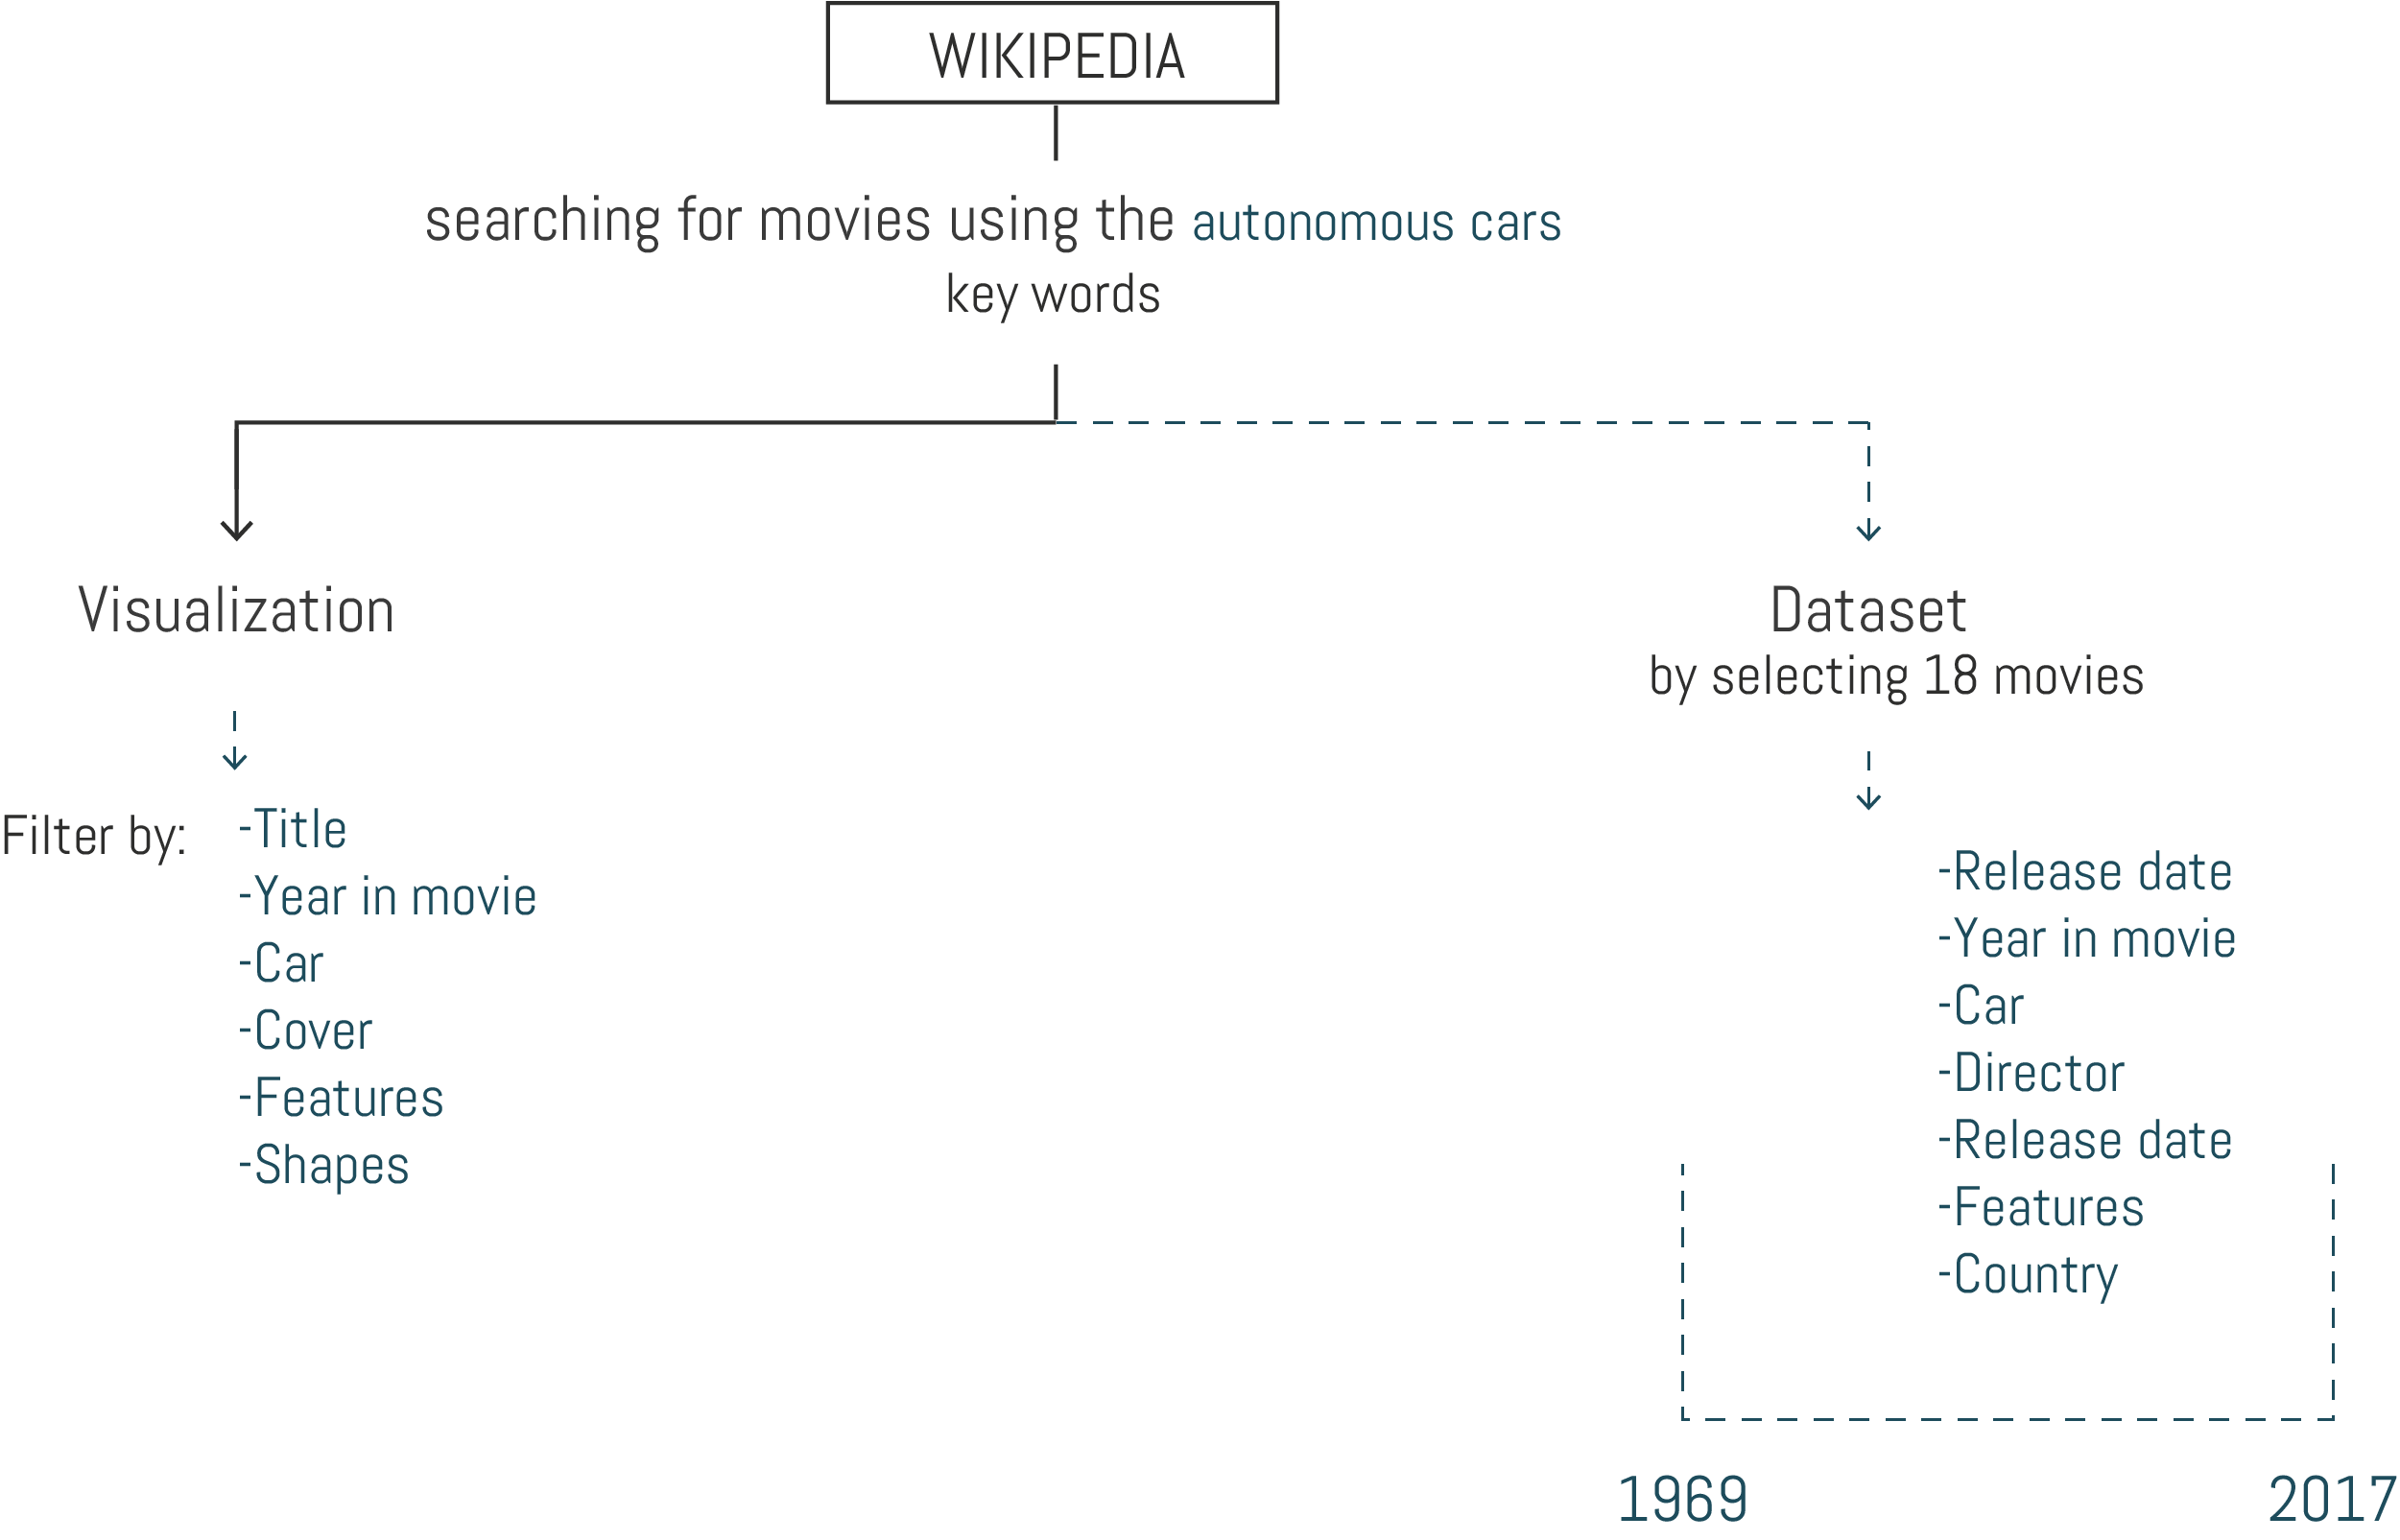 WIKIPEDIA
searching for movies using the autonomous cars
key words
Visualization
Filter by:
-Title
-Year in movie
-Car
-Cover
-Features
-Shapes
Dataset
by selecting 18 movies
-Release date
-Year in movie
-Car
-Director
-Release date
-Features
-Country
1969
2017